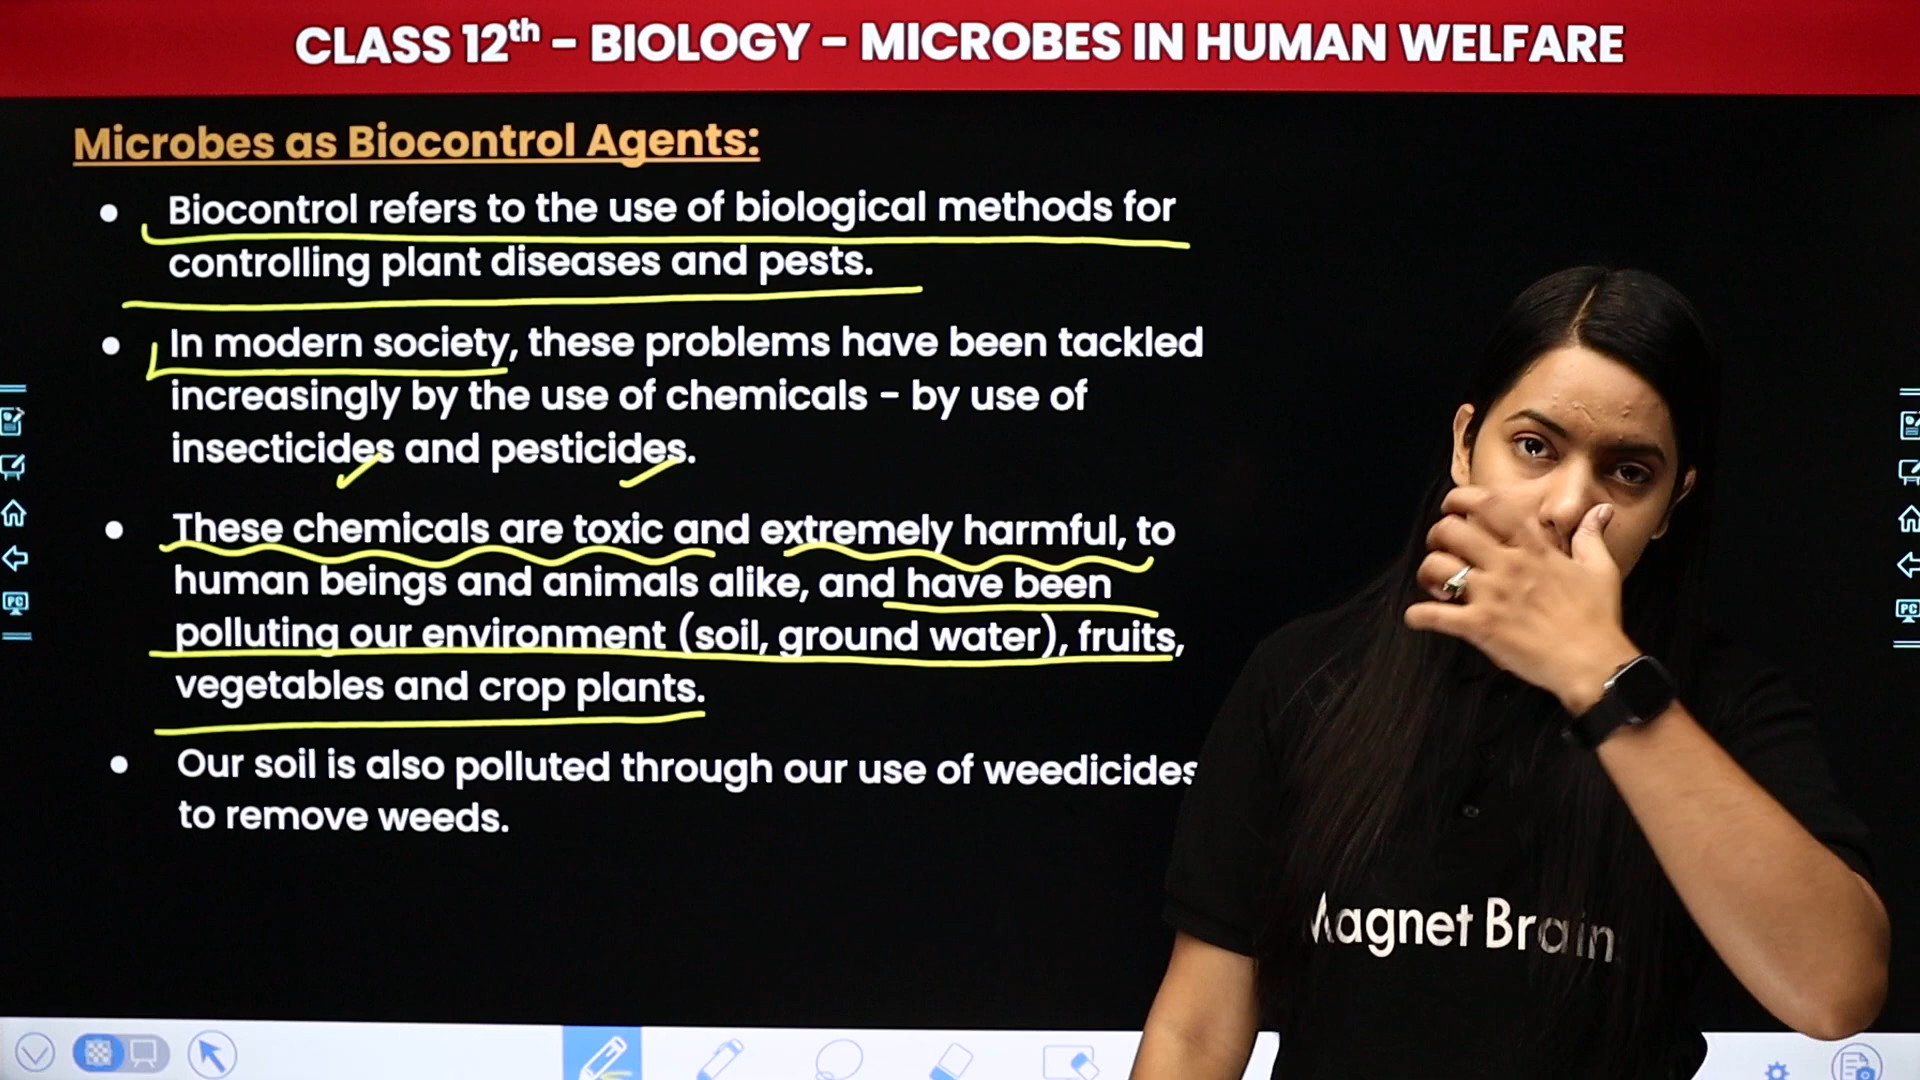 CLASS 12th – BIOLOGY – MICROBES IN HUMAN WELFARE
Microbes as Biocontrol Agents:
• Biocontrol refers to the use of biological methods for
controlling plant diseases and pests.
• In modern society, these problems have been tackled
increasingly by the use of chemicals – by use of
insecticides and pesticides.
• These chemicals are toxic and extremely harmful, to
human beings and animals alike, and have been
polluting our environment (soil, ground water), fruits,
vegetables and crop plants.
• Our soil is also polluted through our use of weedicides
to remove weeds.
Magnet Brain
PC
PC